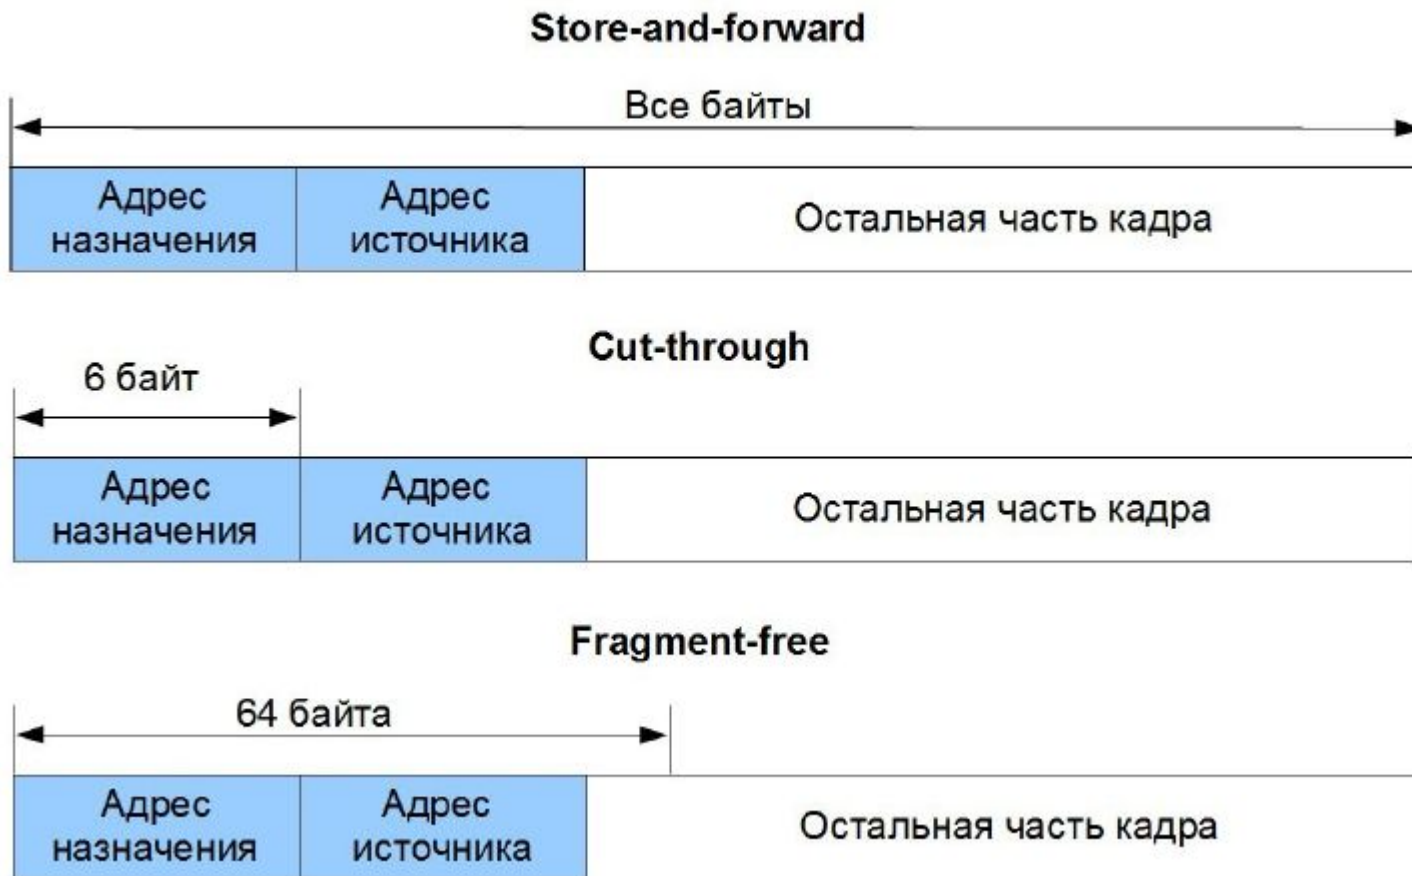 Store-and-forward
Все байты
Адрес
назначения
Адрес
источника
Остальная часть кадра
Cut-through
6 байт
Адрес
назначения
Адрес
источника
Остальная часть кадра
Fragment-free
64 байта
Адрес
назначения
Адрес
источника
Остальная часть кадра